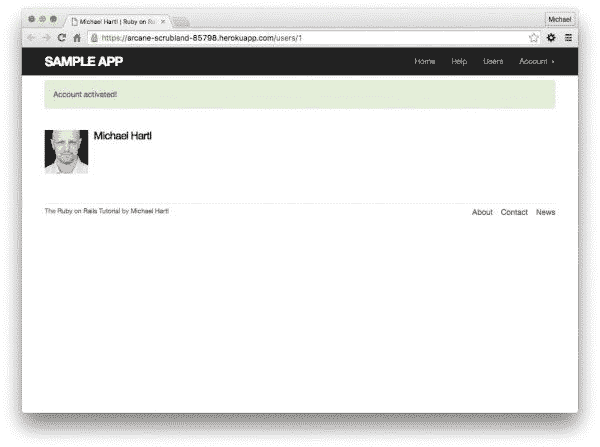 Michael Hartl | Ruby on Ra
Michael
https://arcane-scrubland-85798.herokuapp.com/users/1
SAMPLE APP
Home Help Users Account
Account activated!
Michael Hartl
The Ruby on Rails Tutorial by Michael Hartl
About Contact News